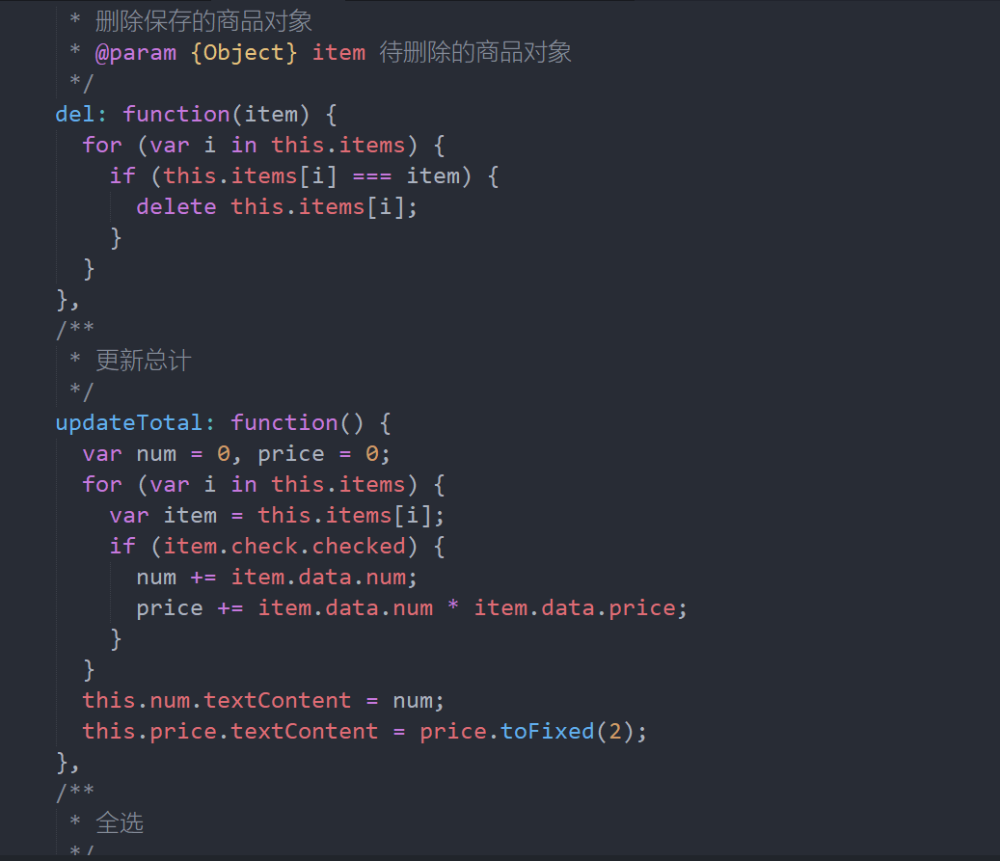 * 删除保存的商品对象
* @param {Object} item 待删除的商品对象
*/
del: function(item) {
for (var i in this.items) {
if (this.items[i] === item) {
delete this.items[i];
}
}
},
/**
* 更新总计
*/
updateTotal: function() {
var num = 0, price = 0;
for (var i in this.items) {
var item = this.items[i];
if (item.check.checked) {
num += item.data.num;
price += item.data.num * item.data.price;
}
}
this.num.textContent = num;
this.price.textContent = price.toFixed(2);
},
/**
* 全选
*/